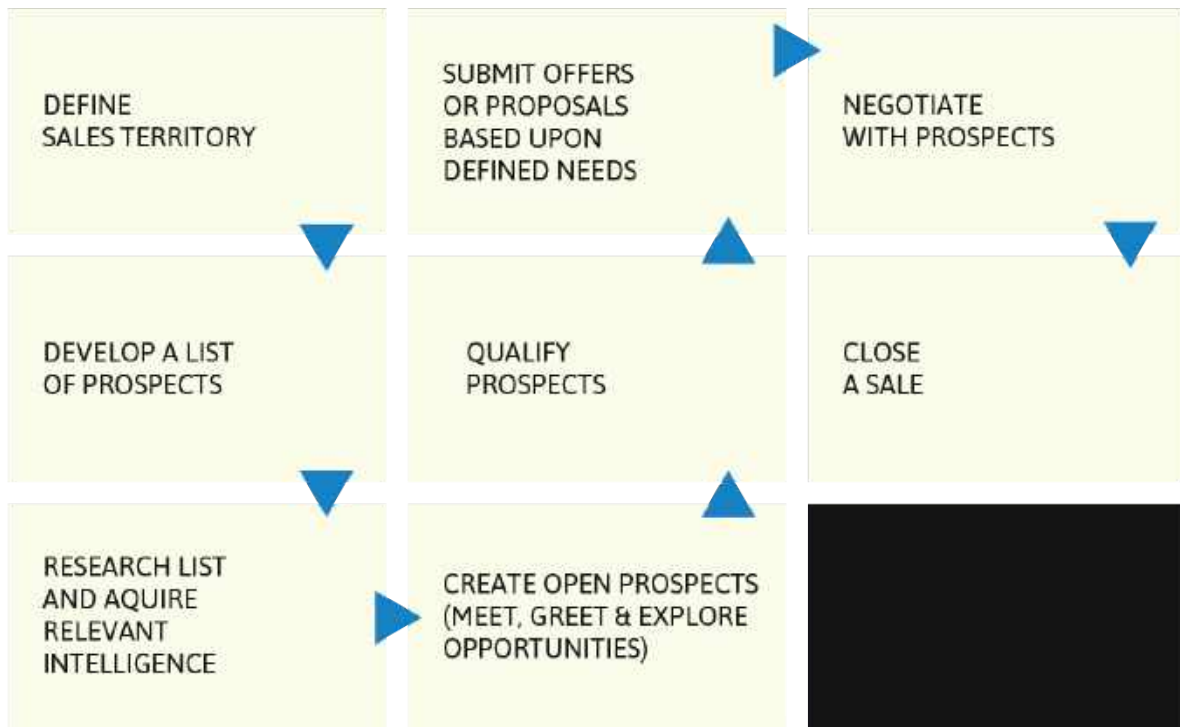 DEFINE
SALES TERRITORY
DEVELOP A LIST
OF PROSPECTS
RESEARCH LIST
AND AQUIRE
RELEVANT
INTELLIGENCE
CREATE OPEN PROSPECTS
(MEET, GREET & EXPLORE
OPPORTUNITIES)
QUALIFY
PROSPECTS
SUBMIT OFFERS
OR PROPOSALS
BASED UPON
DEFINED NEEDS
NEGOTIATE
WITH PROSPECTS
CLOSE
A SALE